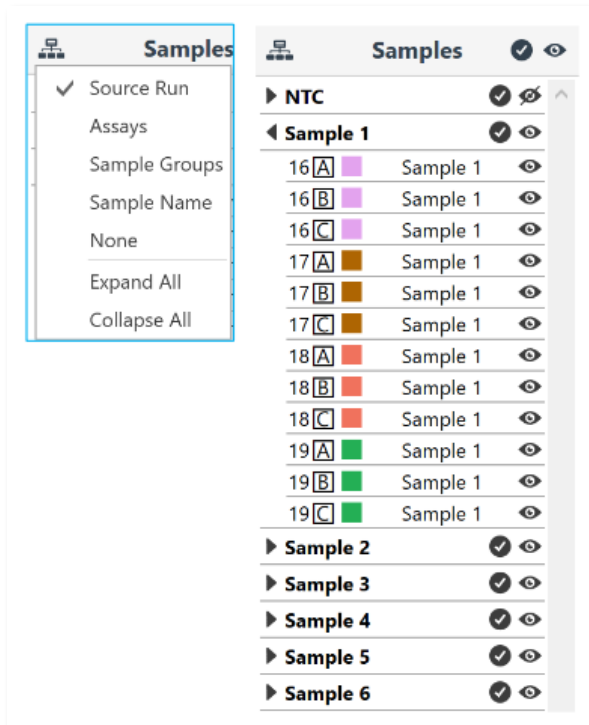 Samples
Source Run
Assays
Sample Groups
Sample Name
None
Expand All
Collapse All
Samples
NTC
Sample 1
16 A Sample 1
16 B Sample 1
16 C Sample 1
17 A Sample 1
17 B Sample 1
17 C Sample 1
18 A Sample 1
18 B Sample 1
18 C Sample 1
19 A Sample 1
19 B Sample 1
19 C Sample 1
Sample 2
Sample 3
Sample 4
Sample 5
Sample 6